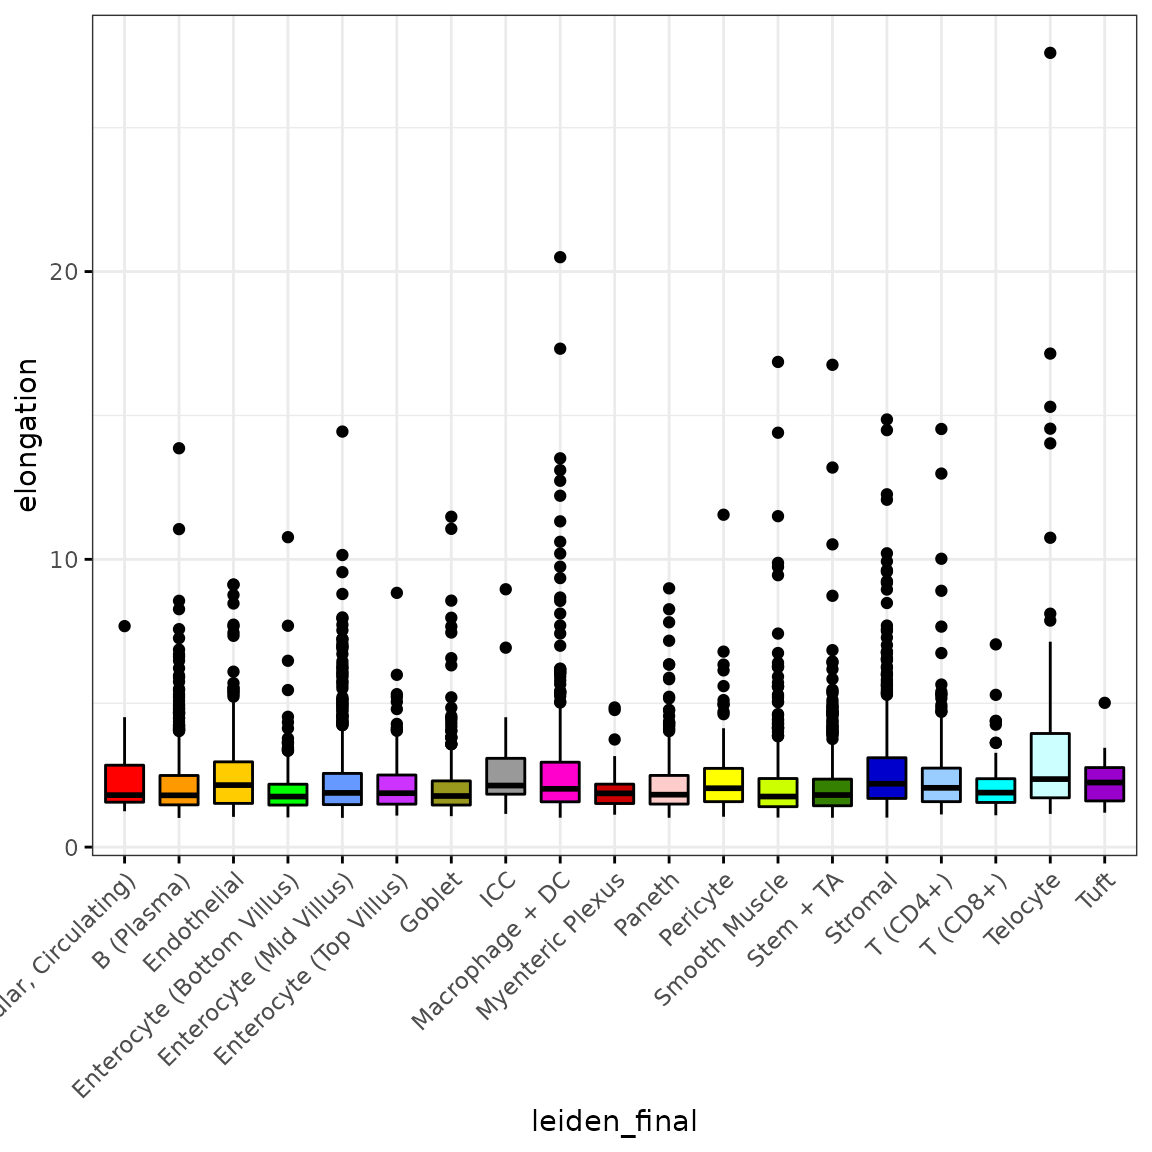 elongation
20
10
0
ular, Circulating)
B (Plasma)
Endothelial
Enterocyte (Bottom Villus)
Enterocyte (Mid Villus)
Enterocyte (Top Villus)
Goblet
ICC
Macrophage + DC
Myenteric Plexus
Paneth
Pericyte
Smooth Muscle
Stem + TA
Stromal
T (CD4+)
T (CD8+)
Telocyte
Tuft
leiden_final